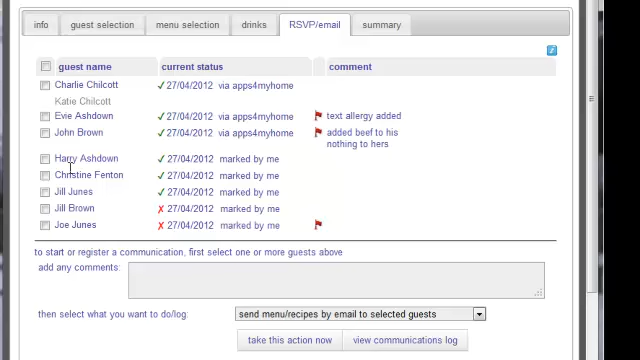 info guest selection menu selection drinks RSVP/email summary
guest name current status comment
Charlie Chilcott 27/04/2012 via apps4myhome
Katie Chilcott
Evie Ashdown 27/04/2012 via apps4myhome text allergy added
John Brown 27/04/2012 via apps4myhome added beef to his
nothing to hers
Harry Ashdown 27/04/2012 marked by me
Christine Fenton 27/04/2012 marked by me
Jill Junes 27/04/2012 marked by me
Jill Brown 27/04/2012 marked by me
Joe Junes 27/04/2012 marked by me
to start or register a communication, first select one or more guests above
add any comments:
then select what you want to do/log: send menu/recipes by email to selected guests
take this action now view communications log